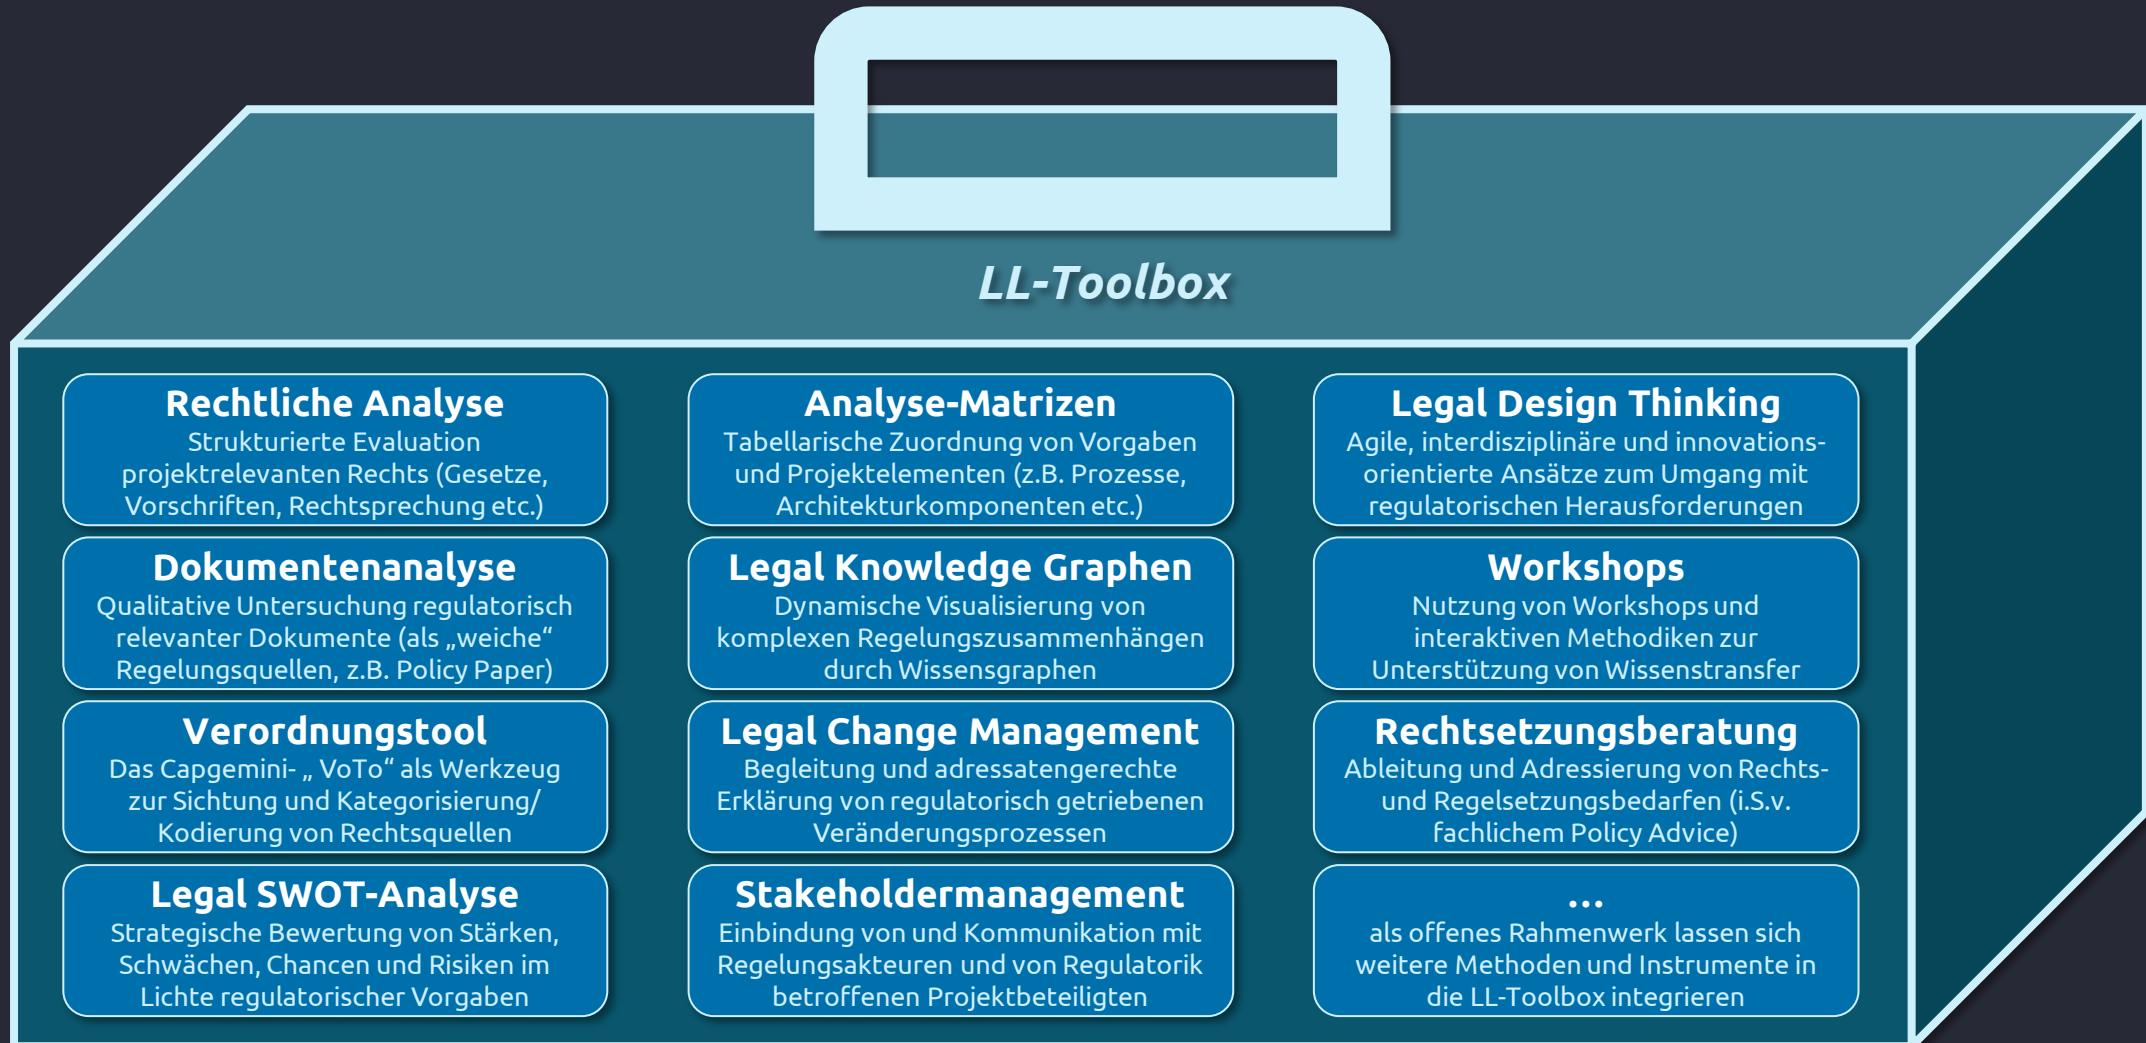 LL-Toolbox
Rechtliche Analyse
Strukturierte Evaluation
projektrelevanten Rechts (Gesetze,
Vorschriften, Rechtsprechung etc.)
Dokumentenanalyse
Qualitative Untersuchung regulatorisch
relevanter Dokumente (als „weiche“
Regelungsquellen, z.B. Policy Paper)
Verordnungstool
Das Capgemini- „ VoTo“ als Werkzeug
zur Sichtung und Kategorisierung/
Kodierung von Rechtsquellen
Legal SWOT-Analyse
Strategische Bewertung von Stärken,
Schwächen, Chancen und Risiken im
Lichte regulatorischer Vorgaben
Analyse-Matrizen
Tabellarische Zuordnung von Vorgaben
und Projektelementen (z.B. Prozesse,
Architekturkomponenten etc.)
Legal Knowledge Graphen
Dynamische Visualisierung von
komplexen Regelungszusammenhängen
durch Wissensgraphen
Legal Change Management
Begleitung und adressatengerechte
Erklärung von regulatorisch getriebenen
Veränderungsprozessen
Stakeholdermanagement
Einbindung von und Kommunikation mit
Regelungsakteuren und von Regulatorik
betroffenen Projektbeteiligten
Legal Design Thinking
Agile, interdisziplinäre und innovations-
orientierte Ansätze zum Umgang mit
regulatorischen Herausforderungen
Workshops
Nutzung von Workshops und
interaktiven Methodiken zur
Unterstützung von Wissenstransfer
Rechtsetzungsberatung
Ableitung und Adressierung von Rechts-
und Regelsetzungsbedarfen (i.S.v.
fachlichem Policy Advice)
...
als offenes Rahmenwerk lassen sich
weitere Methoden und Instrumente in
die LL-Toolbox integrieren